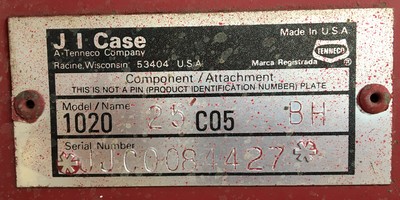 J I Case
A-Tenneco Company
Racine, Wisconsin 53404 U.S.A
Made in U.S.A
TENNECO
Marca Registrada ®
Component/Attachment
THIS IS NOT A PIN (PRODUCT IDENTIFICATION NUMBER) PLATE
Model/Name
1020 25 C05 BH
Serial Number
JJC0084427